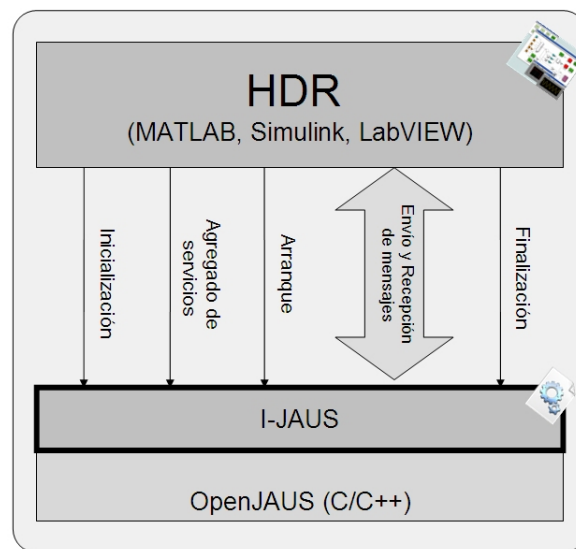 HDR
(MATLAB, Simulink, LabVIEW)
Inicialización
Agregado de
servicios
Arranque
Envío y Recepción
de mensajes
Finalización
I-JAUS
OpenJAUS (C/C++)